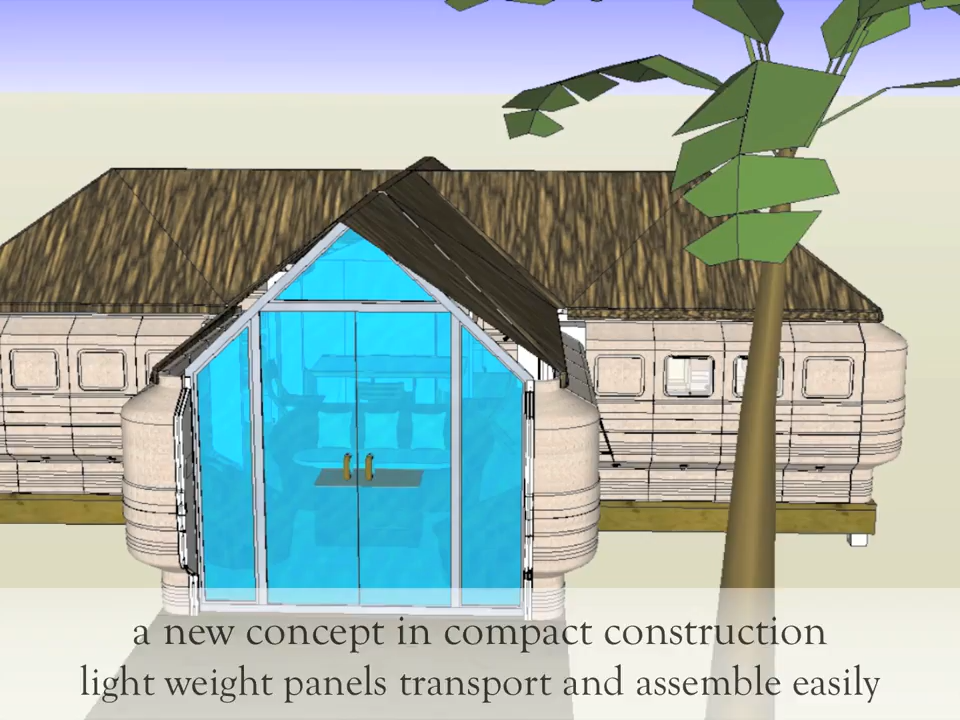 a new concept in compact construction
light weight panels transport and assemble easily